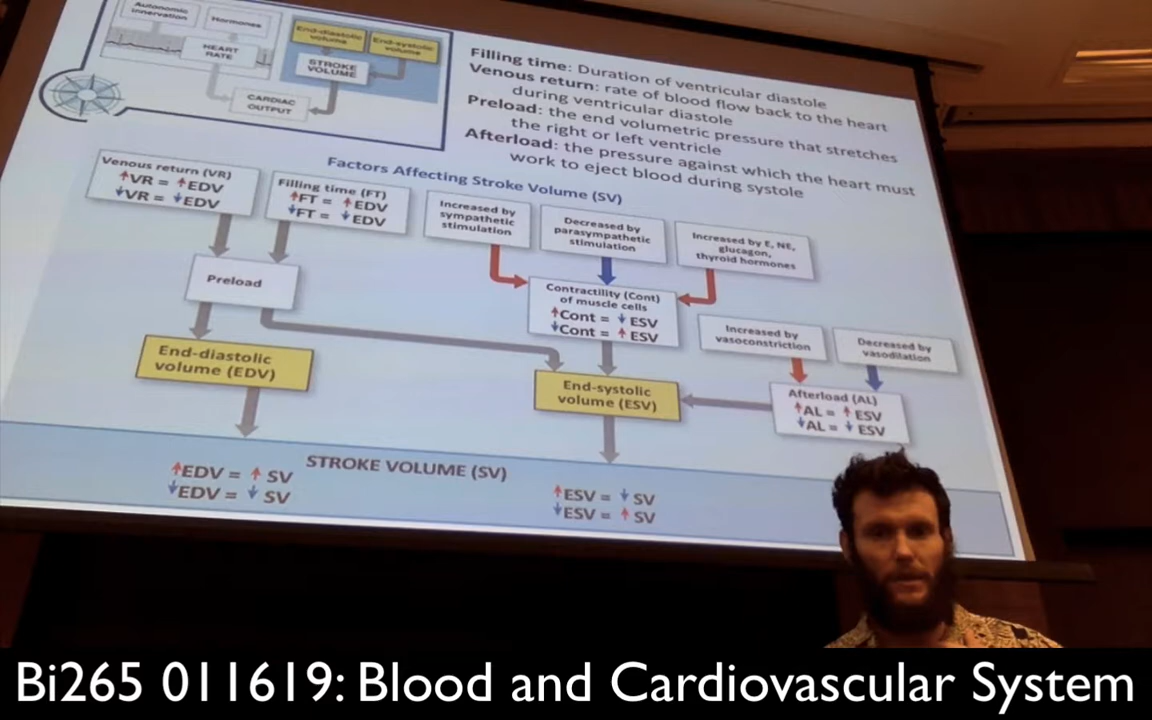 Autonomic
innervation
Hormones
HEART
RATE
End-diastolic
volume
End-systolic
volume
STROKE
VOLUME
CARDIAC
OUTPUT
Filling time: Duration of ventricular diastole
Venous return: rate of blood flow back to the heart
during ventricular diastole
Preload: the end volumetric pressure that stretches
the right or left ventricle
Afterload: the pressure against which the heart must
work to eject blood during systole
Factors Affecting Stroke Volume (SV)
Venous return (VR)
↑VR = ↑EDV
↓VR = ↓EDV
Filling time (FT)
↑FT = ↑EDV
↓FT = ↓EDV
Increased by
sympathetic
stimulation
Decreased by
parasympathetic
stimulation
Increased by E, NE,
glucagon,
thyroid hormones
Preload
Contractility (Cont)
of muscle cells
↑Cont = ↓ESV
↓Cont = ↑ESV
Increased by
vasoconstriction
Decreased by
vasodilation
End-diastolic
volume (EDV)
End-systolic
volume (ESV)
Afterload (AL)
↑AL = ↑ESV
↓AL = ↓ESV
STROKE VOLUME (SV)
↑EDV = ↑SV
↓EDV = ↓SV
↑ESV = ↓SV
↓ESV = ↑SV
Bi265 011619: Blood and Cardiovascular System